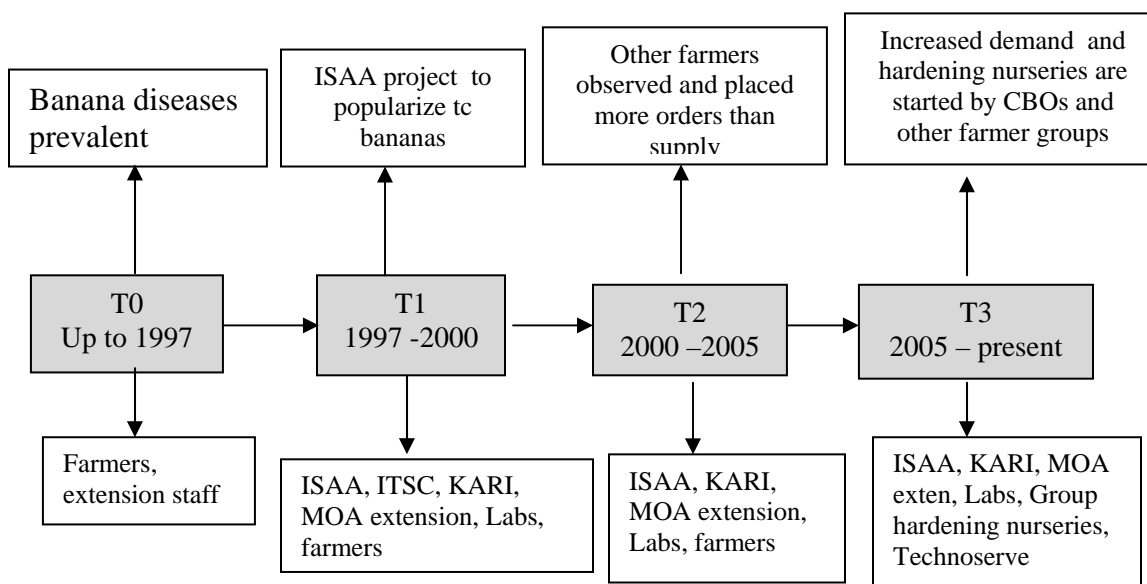 Banana diseases
prevalent
ISAA project to
popularize tc
bananas
Other farmers
observed and placed
more orders than
supply
Increased demand and
hardening nurseries are
started by CBOs and
other farmer groups
T0
Up to 1997
T1
1997 -2000
T2
2000 –2005
T3
2005 – present
Farmers,
extension staff
ISAA, ITSC, KARI,
MOA extension, Labs,
farmers
ISAA, KARI,
MOA extension,
Labs, farmers
ISAA, KARI, MOA
exten, Labs, Group
hardening nurseries,
Technoserve